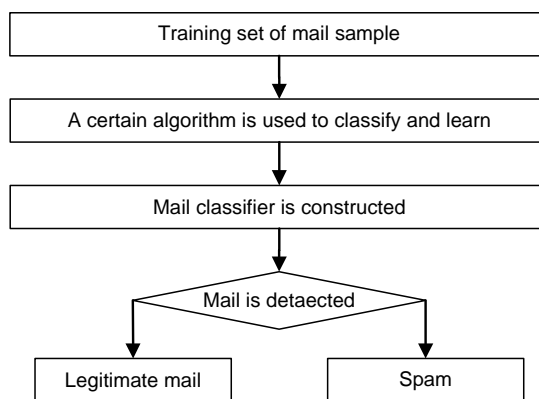 Training set of mail sample
A certain algorithm is used to classify and learn
Mail classifier is constructed
Mail is detaected
Legitimate mail
Spam